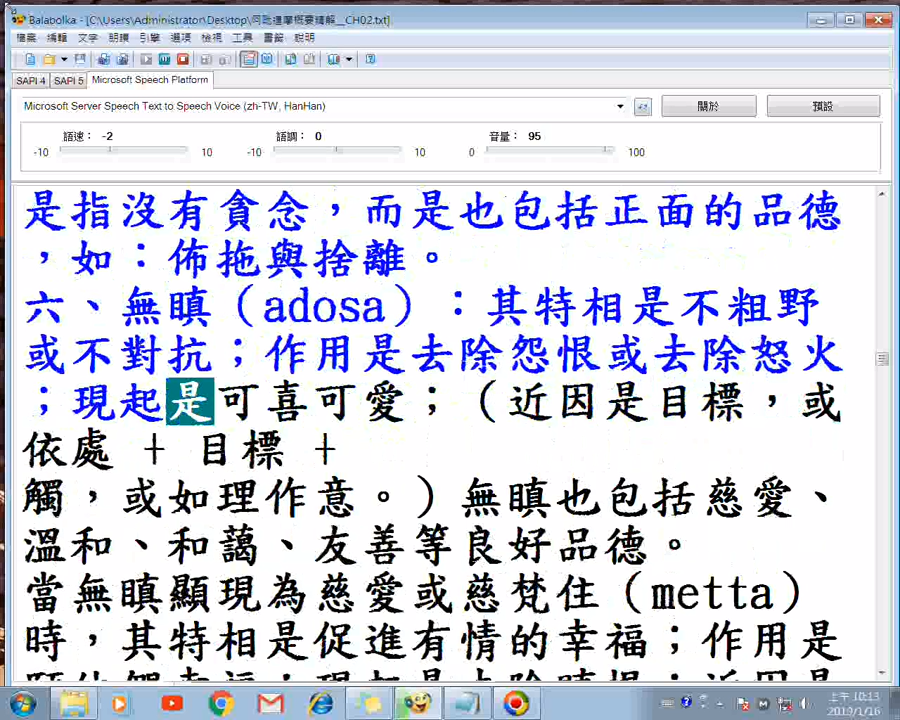 Balabolka - [C:\Users\Administrator\Desktop\阿毗達摩概要精解__CH02.txt]
檔案 編輯 文字 朗讀 引擎 選項 檢視 工具 書籤 說明
SAPI 4 SAPI 5 Microsoft Speech Platform
Microsoft Server Speech Text to Speech Voice (zh-TW, HanHan) 關於 預設
語速： -2 語調： 0 音量： 95
-10 10 -10 10 0 100
是指沒有貪念，而是也包括正面的品德
，如：佈拖與捨離。
六、無瞋（adosa）：其特相是不粗野
或不對抗；作用是去除怨恨或去除怒火
；現起是可喜可愛；（近因是目標，或
依處 + 目標 +
觸，或如理作意。）無瞋也包括慈愛、
溫和、和藹、友善等良好品德。
當無瞋顯現為慈愛或慈梵住（metta）
時，其特相是促進有情的幸福；作用是
上午 10:13
2019/1/16